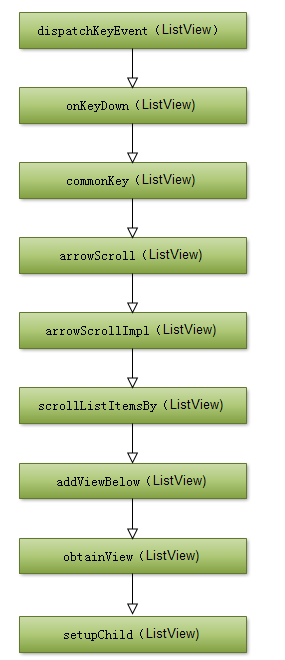 dispatchKeyEvent（ListView）
onKeyDown（ListView)
commonKey（ListView)
arrowScroll（ListView)
arrowScrollImpl（ListView)
scrollListItemsBy（ListView)
addViewBelow（ListView)
obtainView（ListView)
setupChild（ListView)